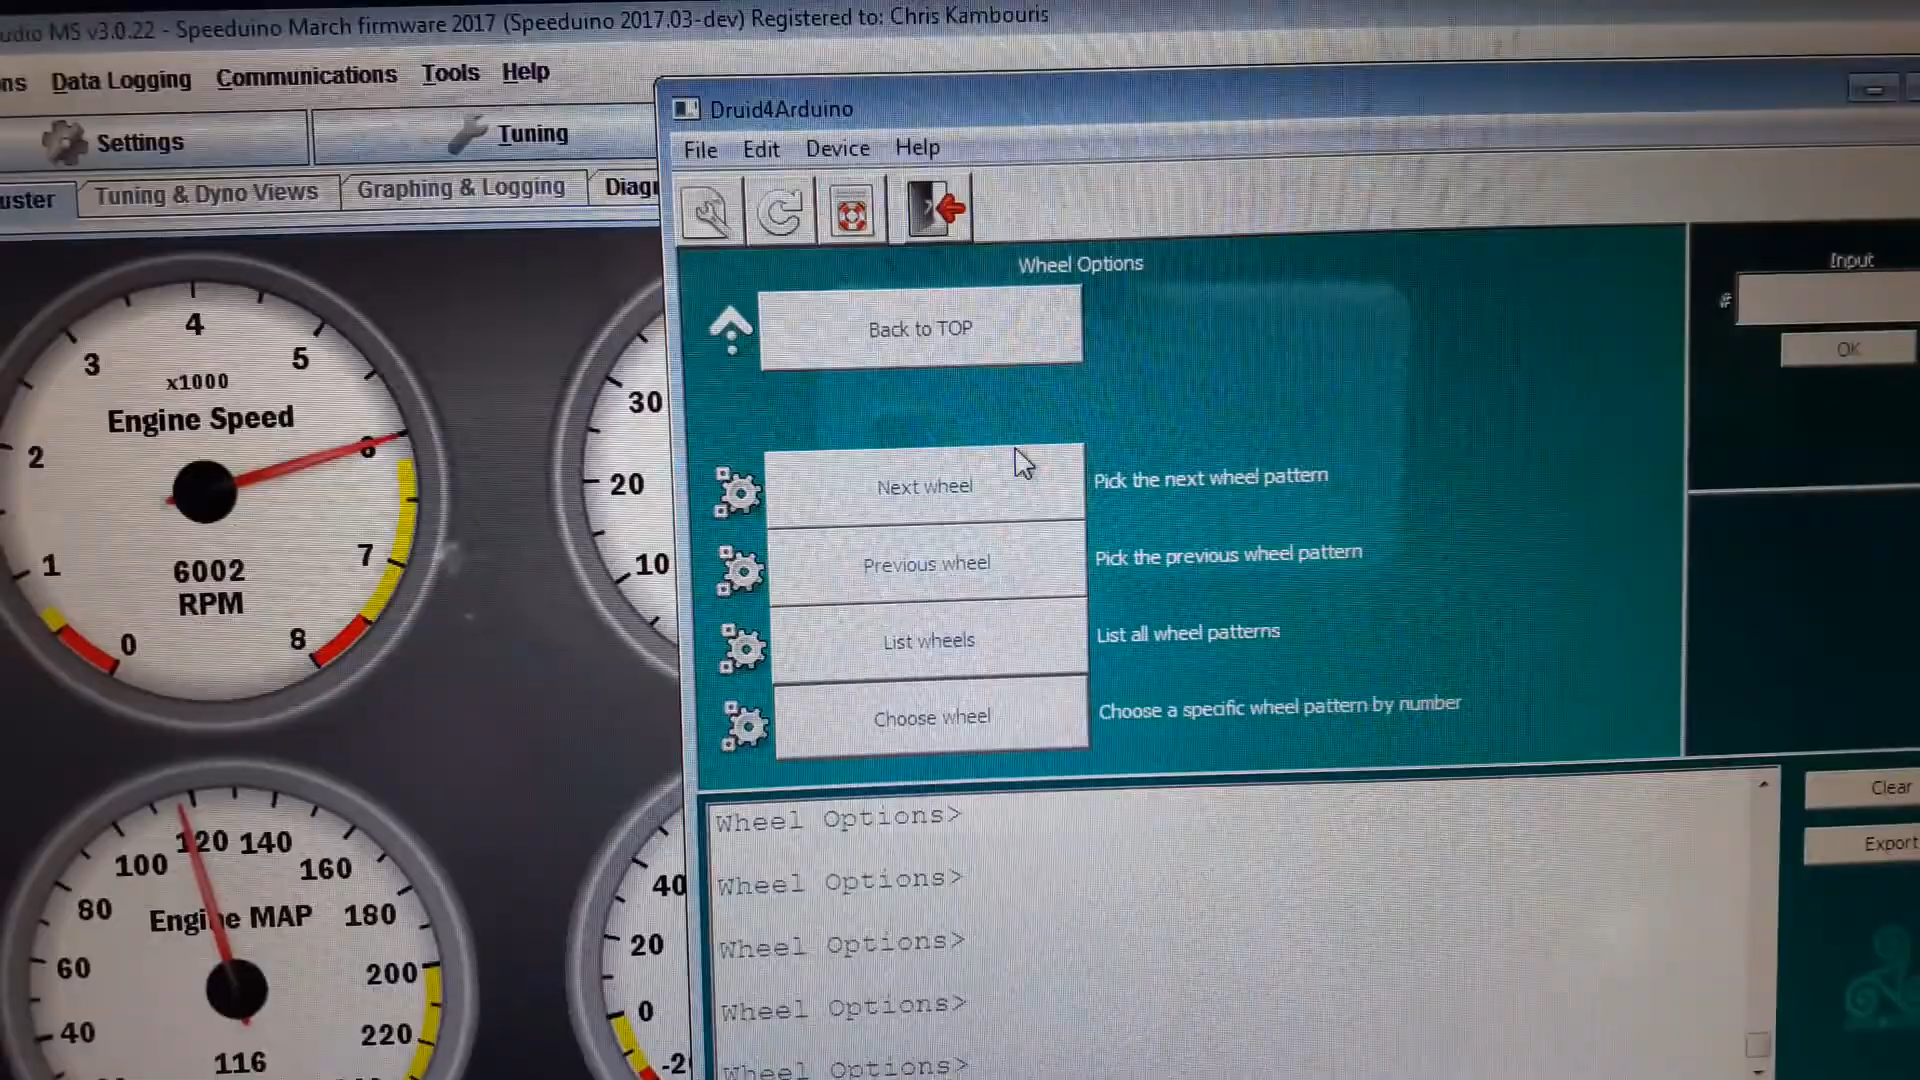 udio MS v3.0.22 - Speeduino March firmware 2017 (Speeduino 2017.03-dev) Registered to: Chris Kambouris
ns Data Logging Communications Tools Help
Settings Tuning
uster Tuning & Dyno Views Graphing & Logging Diagn
0 1 2 3 4 5 6 7 8
x1000
Engine Speed
6002
RPM
30
20
10
40 60 80 100 120 140 160 180 200 220
Engine MAP
116
40
20
0
-2
Druid4Arduino
File Edit Device Help
Wheel Options
Back to TOP
Next wheel Pick the next wheel pattern
Previous wheel Pick the previous wheel pattern
List wheels List all wheel patterns
Choose wheel Choose a specific wheel pattern by number
Input
#
OK
Wheel Options>
Wheel Options>
Wheel Options>
Wheel Options>
Wheel Options>
Clear
Export